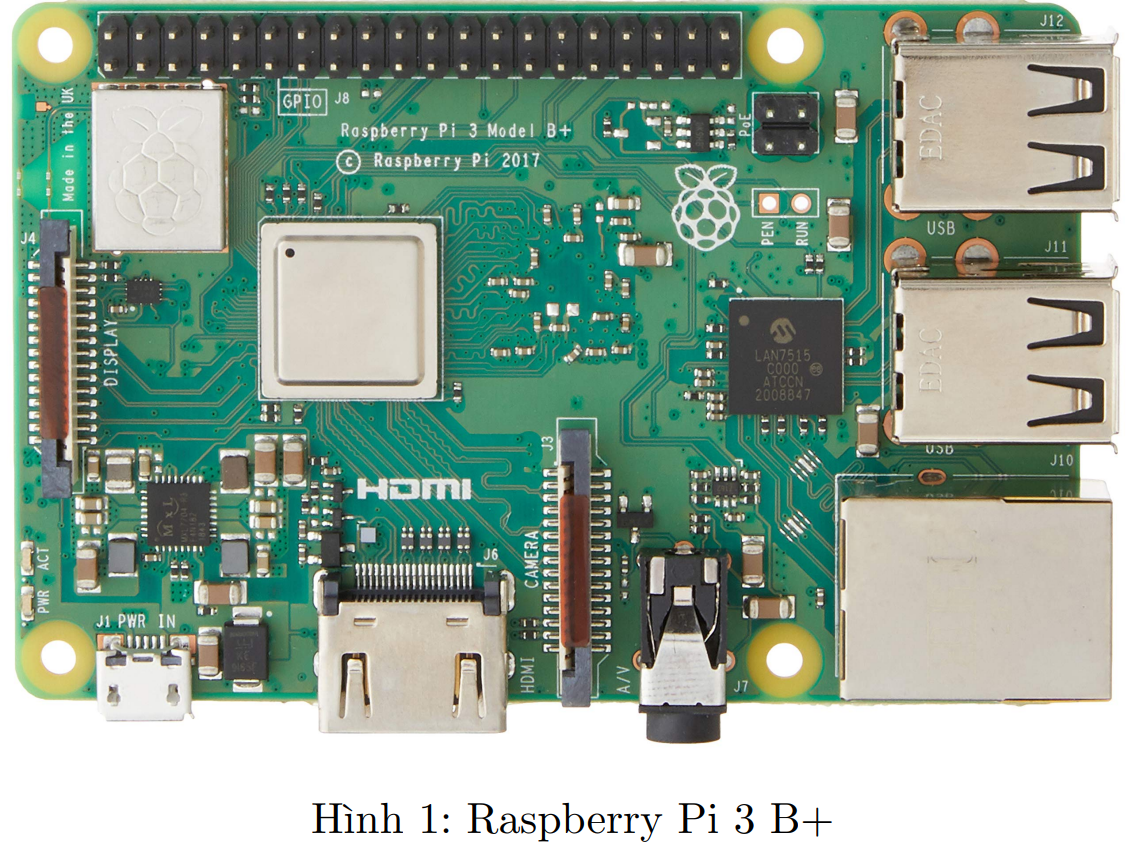 J12
GPIO
J8
Raspberry Pi 3 Model B+
© Raspberry Pi 2017
Made in the UK
PoE
EDAC
PEN
RUN
USB
J4
J11
DISPLAY
LAN7515
C000
ATCCN
2008B47
EDAC
USB
J3
J10
HDMI
CAMERA
J6
ACT
PWR
J1 PWR IN
HDMI
A/V
J7
MxL
Hình 1: Raspberry Pi 3 B+